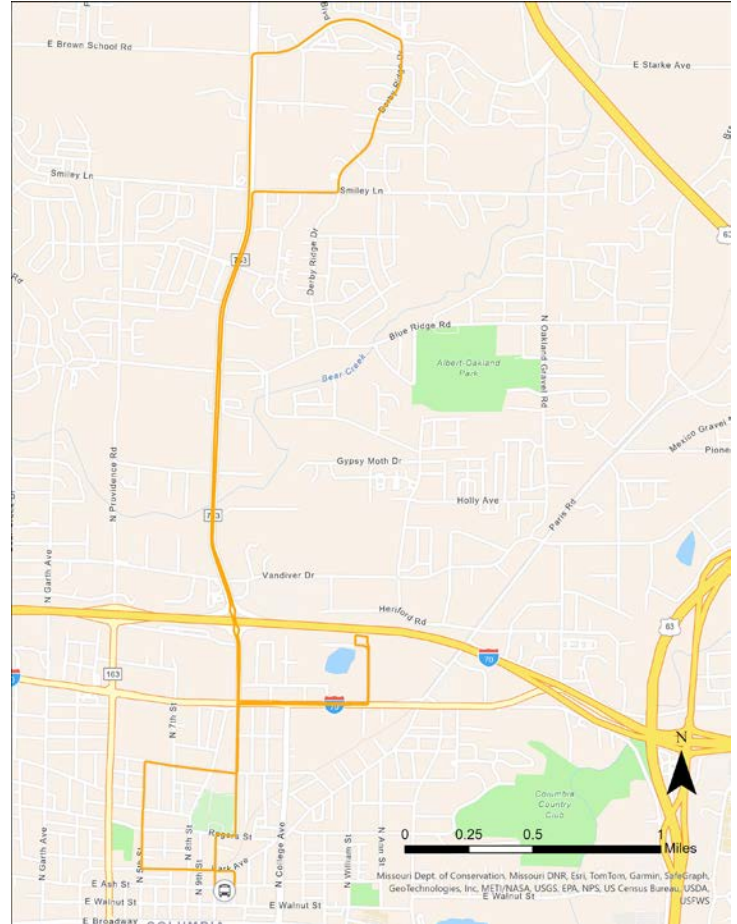 E Brown School Rd
E Starke Ave
Derby Ridge Dr
Smiley Ln
Smiley Ln
63
763
Derby Ridge Dr
Blue Ridge Rd
N Oakland Gravel Rd
Albert-Oakland
Park
Bear Creek
Mexico Gravel
N Providence Rd
Gypsy Moth Dr
Holly Ave
Paris Rd
N Garth Ave
Vandiver Dr
Heriford Rd
63
70
163
70
N 7th St
N
Columbia
Country
Club
Rogers St
N 8th St
N College Ave
N William St
N Ann St
0 0.25 0.5 1
Miles
N Garth Ave
N 5th St
N 9th St
Park Ave
E Ash St
E Walnut St
E Walnut St
E Broadway
COLUMBIA
Missouri Dept. of Conservation, Missouri DNR, Esri, TomTom, Garmin, SafeGraph,
GeoTechnologies, Inc, METI/NASA, USGS, EPA, NPS, US Census Bureau, USDA,
USFWS